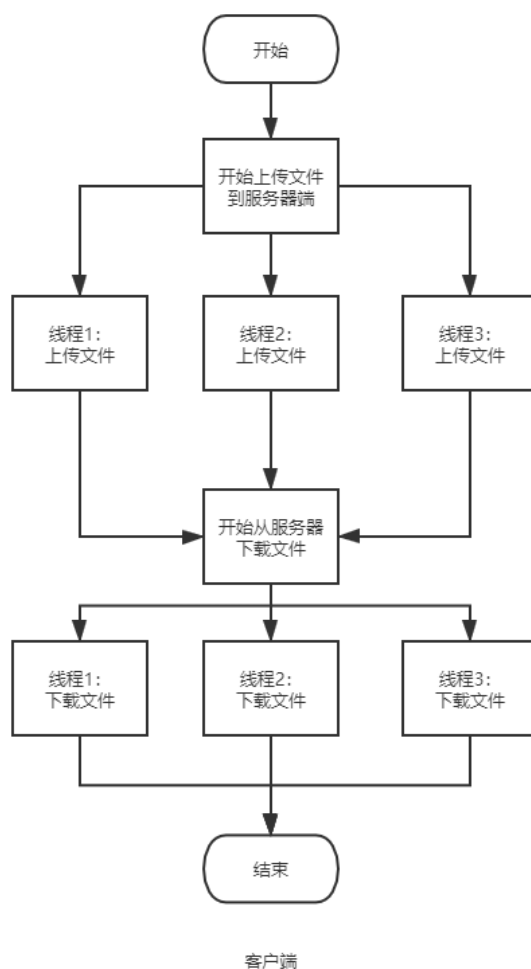 开始
开始上传文件
到服务器端
线程1：
上传文件
线程2：
上传文件
线程3：
上传文件
开始从服务器
下载文件
线程1：
下载文件
线程2：
下载文件
线程3：
下载文件
结束
客户端